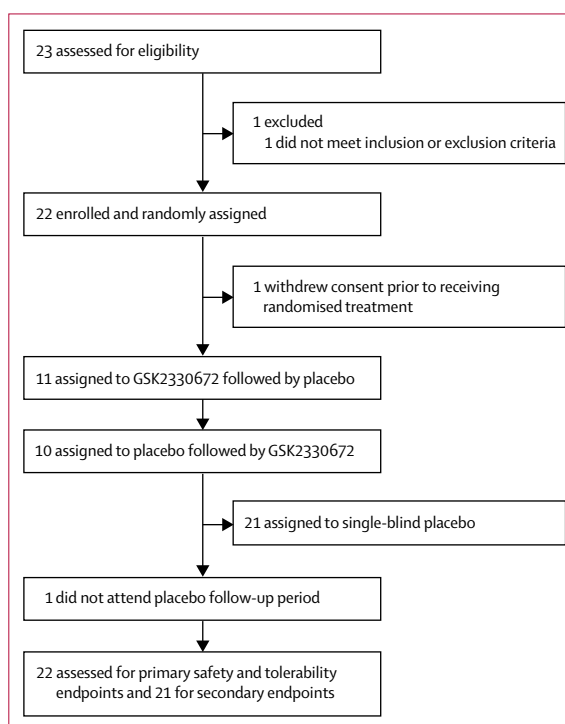 23 assessed for eligibility
1 excluded
1 did not meet inclusion or exclusion criteria
22 enrolled and randomly assigned
1 withdrew consent prior to receiving
randomised treatment
11 assigned to GSK2330672 followed by placebo
10 assigned to placebo followed by GSK2330672
21 assigned to single-blind placebo
1 did not attend placebo follow-up period
22 assessed for primary safety and tolerability
endpoints and 21 for secondary endpoints